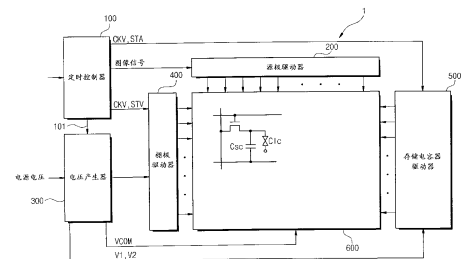 100
CKV,STA
1
定时控制器
图像信号
200
源极驱动器
400
500
CKV,STV
101
Csc
Clc
栅极
驱动器
存储电容器
驱动器
电源电压
电压产生器
300
VCOM
600
V1,V2